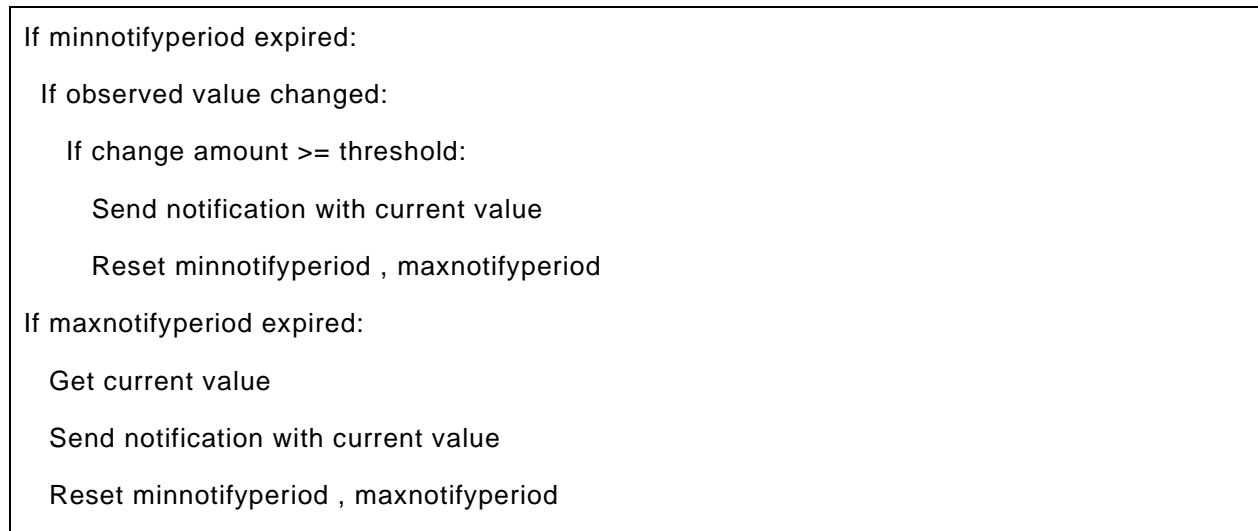 If minnotifyperiod expired:
If observed value changed:
If change amount >= threshold:
Send notification with current value
Reset minnotifyperiod , maxnotifyperiod
If maxnotifyperiod expired:
Get current value
Send notification with current value
Reset minnotifyperiod , maxnotifyperiod